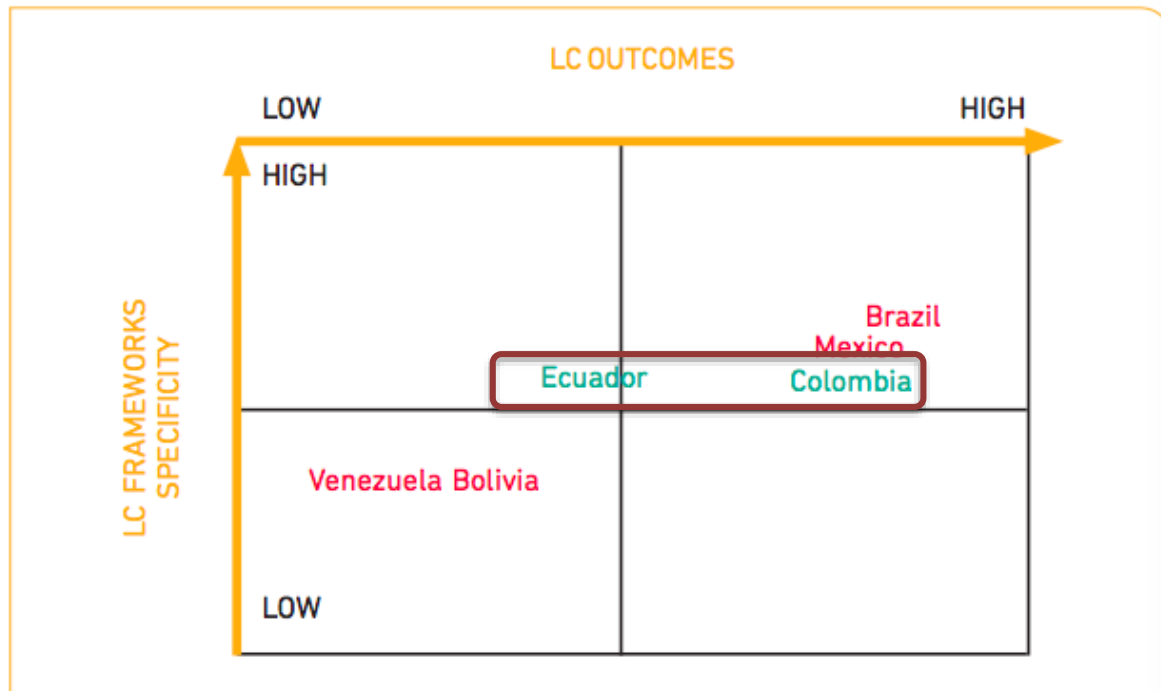 LC OUTCOMES
LOW HIGH
HIGH
LC FRAMEWORKS
SPECIFICITY
Brazil
Mexico
Ecuador Colombia
Venezuela Bolivia
LOW